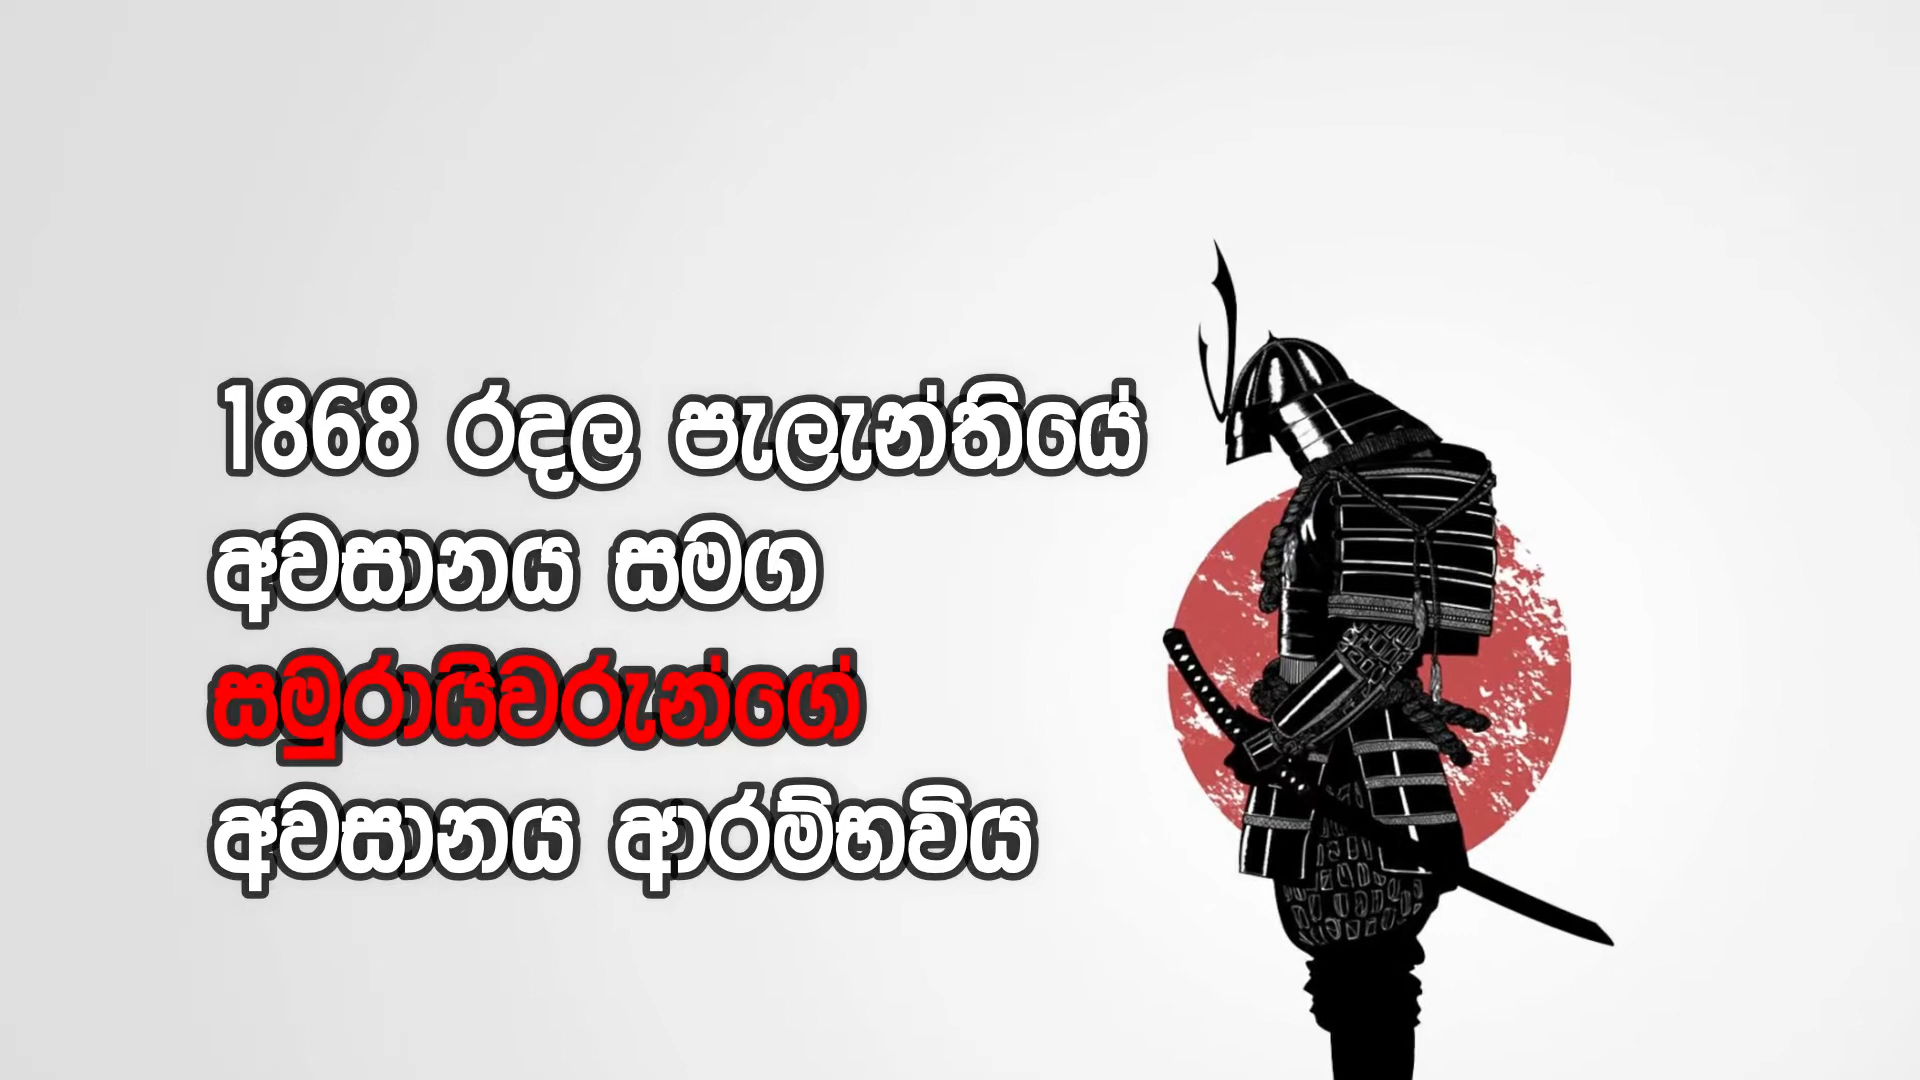 1868 රදල පැලැන්තියේ
අවසානය සමග
සමුරායිවරුන්ගේ
අවසානය ආරම්භවිය